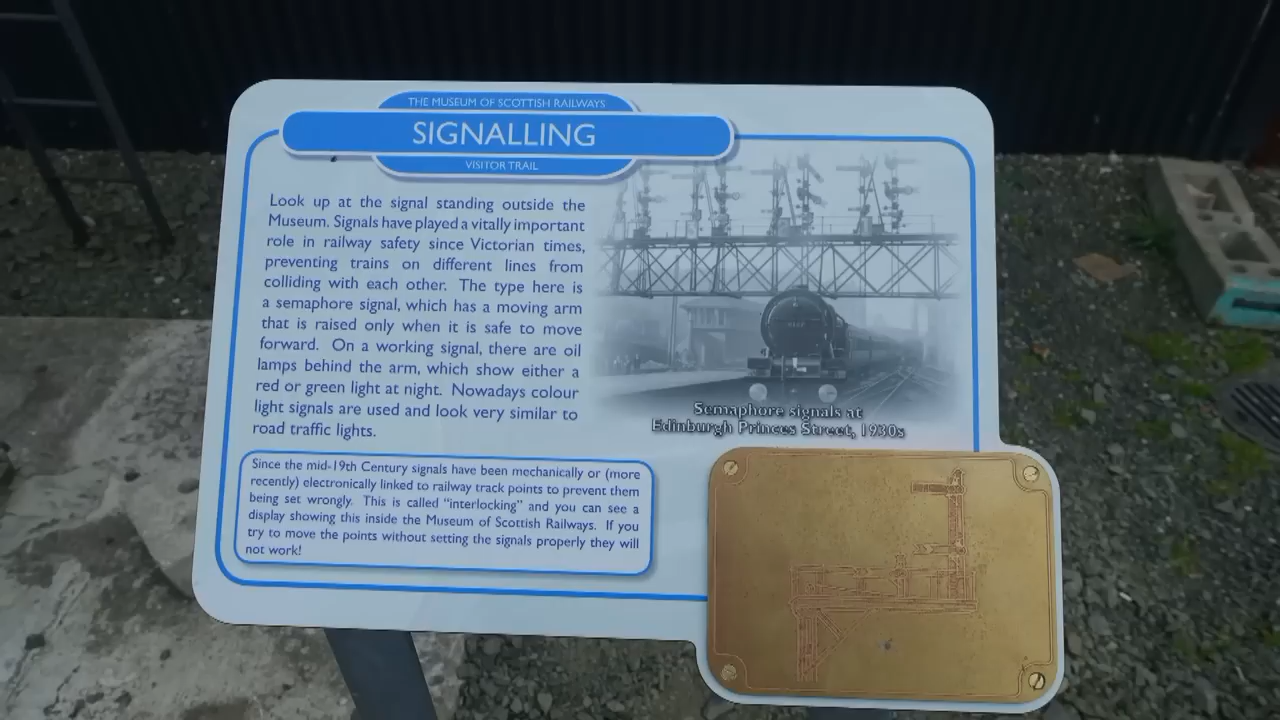 THE MUSEUM OF SCOTTISH RAILWAYS
SIGNALLING
VISITOR TRAIL
Look up at the signal standing outside the
Museum. Signals have played a vitally important
role in railway safety since Victorian times,
preventing trains on different lines from
colliding with each other. The type here is
a semaphore signal, which has a moving arm
that is raised only when it is safe to move
forward. On a working signal, there are oil
lamps behind the arm, which show either a
red or green light at night. Nowadays colour
light signals are used and look very similar to
road traffic lights.
Semaphore signals at
Edinburgh Princes Street, 1930s
Since the mid-19th Century signals have been mechanically or (more
recently) electronically linked to railway track points to prevent them
being set wrongly. This is called "interlocking" and you can see a
display showing this inside the Museum of Scottish Railways. If you
try to move the points without setting the signals properly they will
not work!